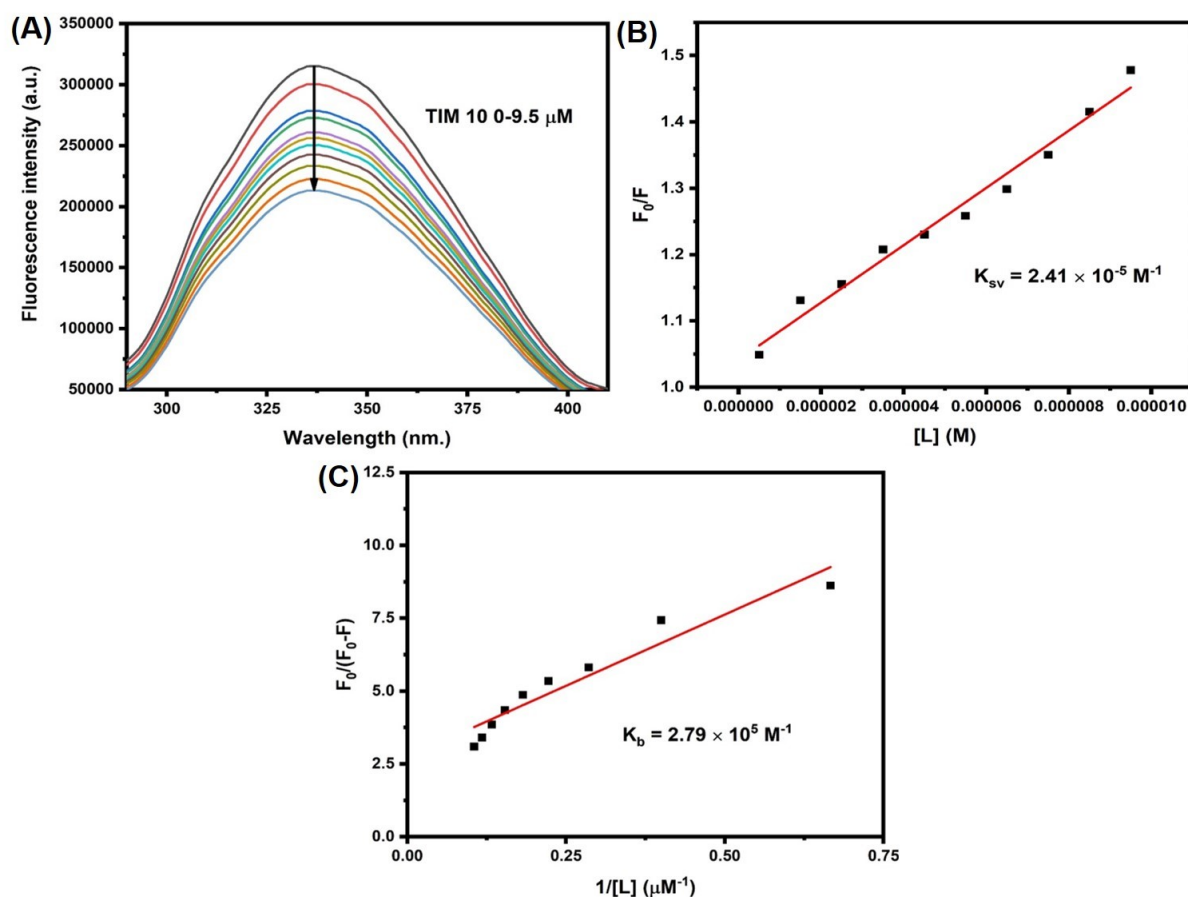 (A)
350000
300000
250000
200000
150000
100000
50000
Fluorescence intensity (a.u.)
TIM 10 0-9.5 μM
300 325 350 375 400
Wavelength (nm.)
(B)
1.5
1.4
1.3
1.2
1.1
1.0
F₀/F
Kₛᵥ = 2.41 × 10⁻⁵ M⁻¹
0.000000 0.000002 0.000004 0.000006 0.000008 0.000010
[L] (M)
(C)
12.5
10.0
7.5
5.0
2.5
0.0
F₀/(F₀-F)
K_b = 2.79 × 10⁵ M⁻¹
0.00 0.25 0.50 0.75
1/[L] (μM⁻¹)